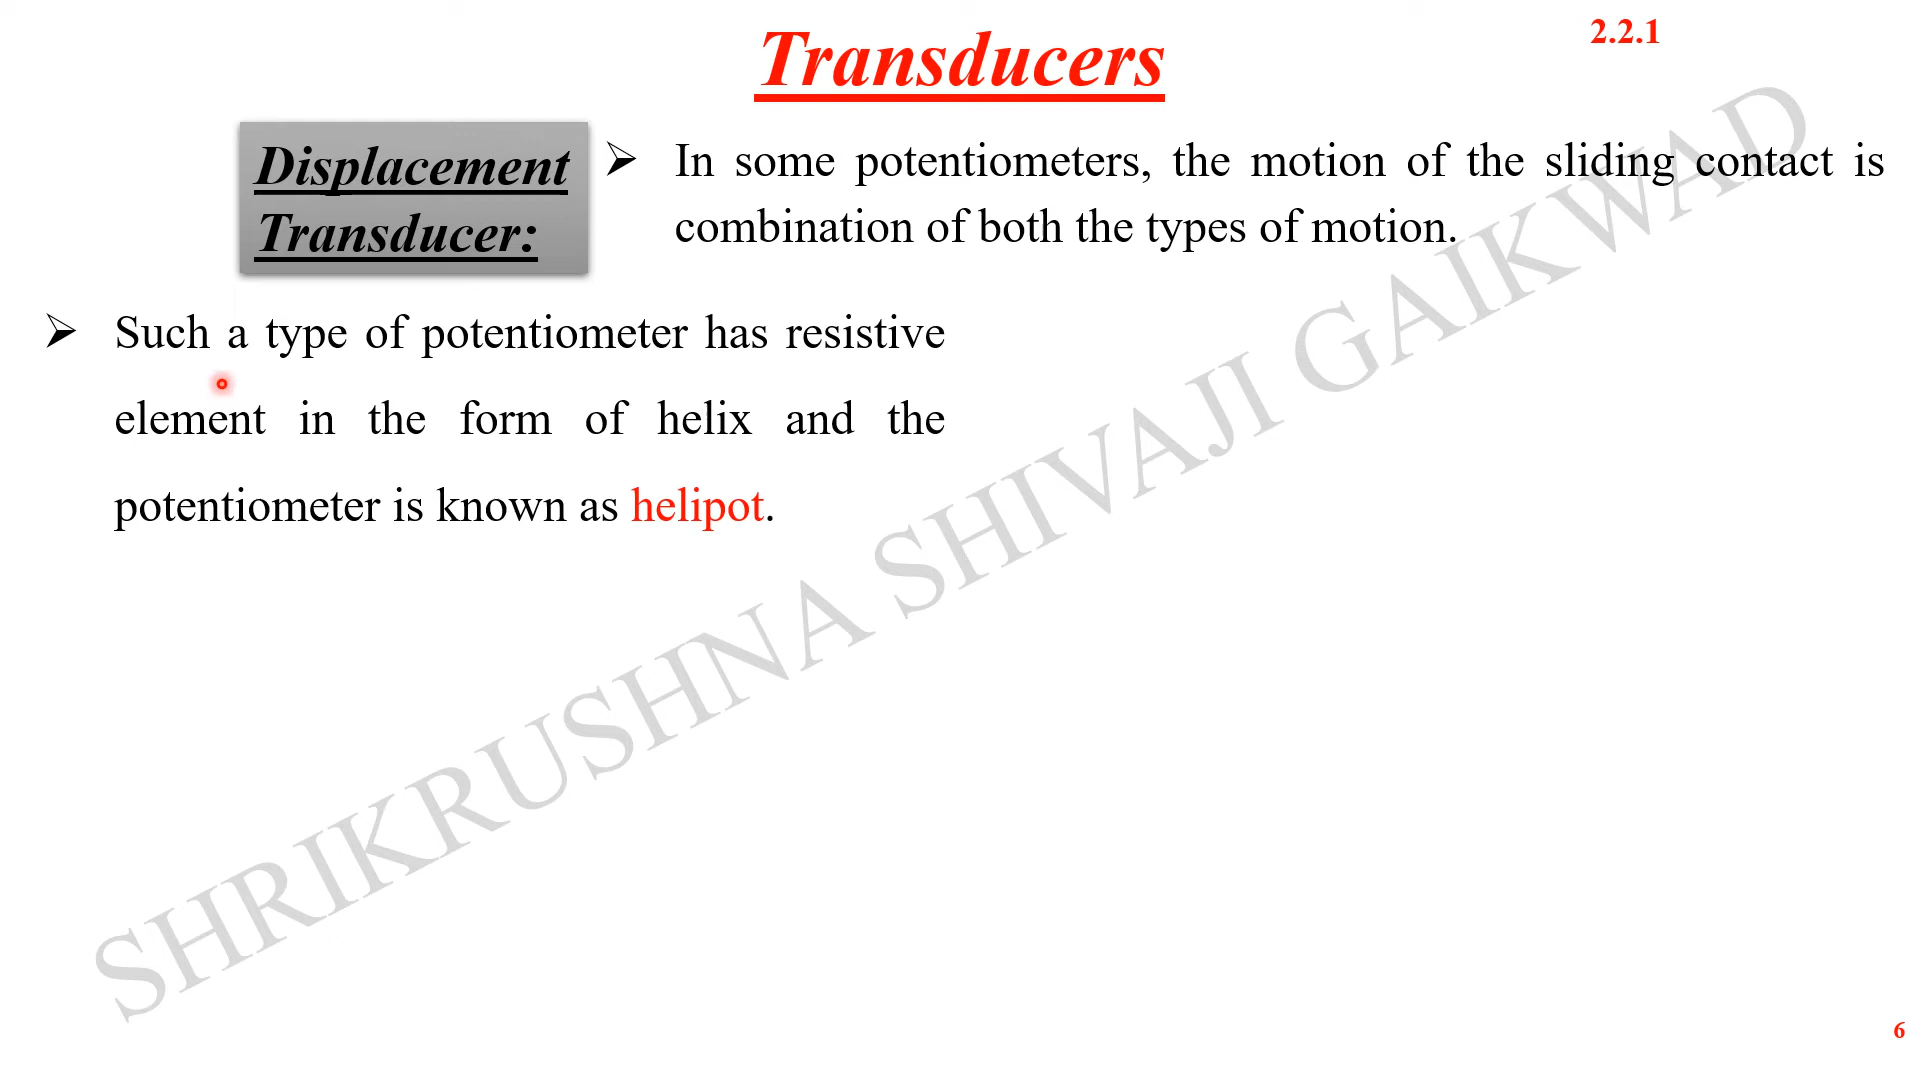 Transducers
2.2.1
Displacement
Transducer:
➢ In some potentiometers, the motion of the sliding contact is
combination of both the types of motion.
➢ Such a type of potentiometer has resistive
element in the form of helix and the
potentiometer is known as helipot.
SHRIKRUSHNA SHIVAJI GAIKWAD
6